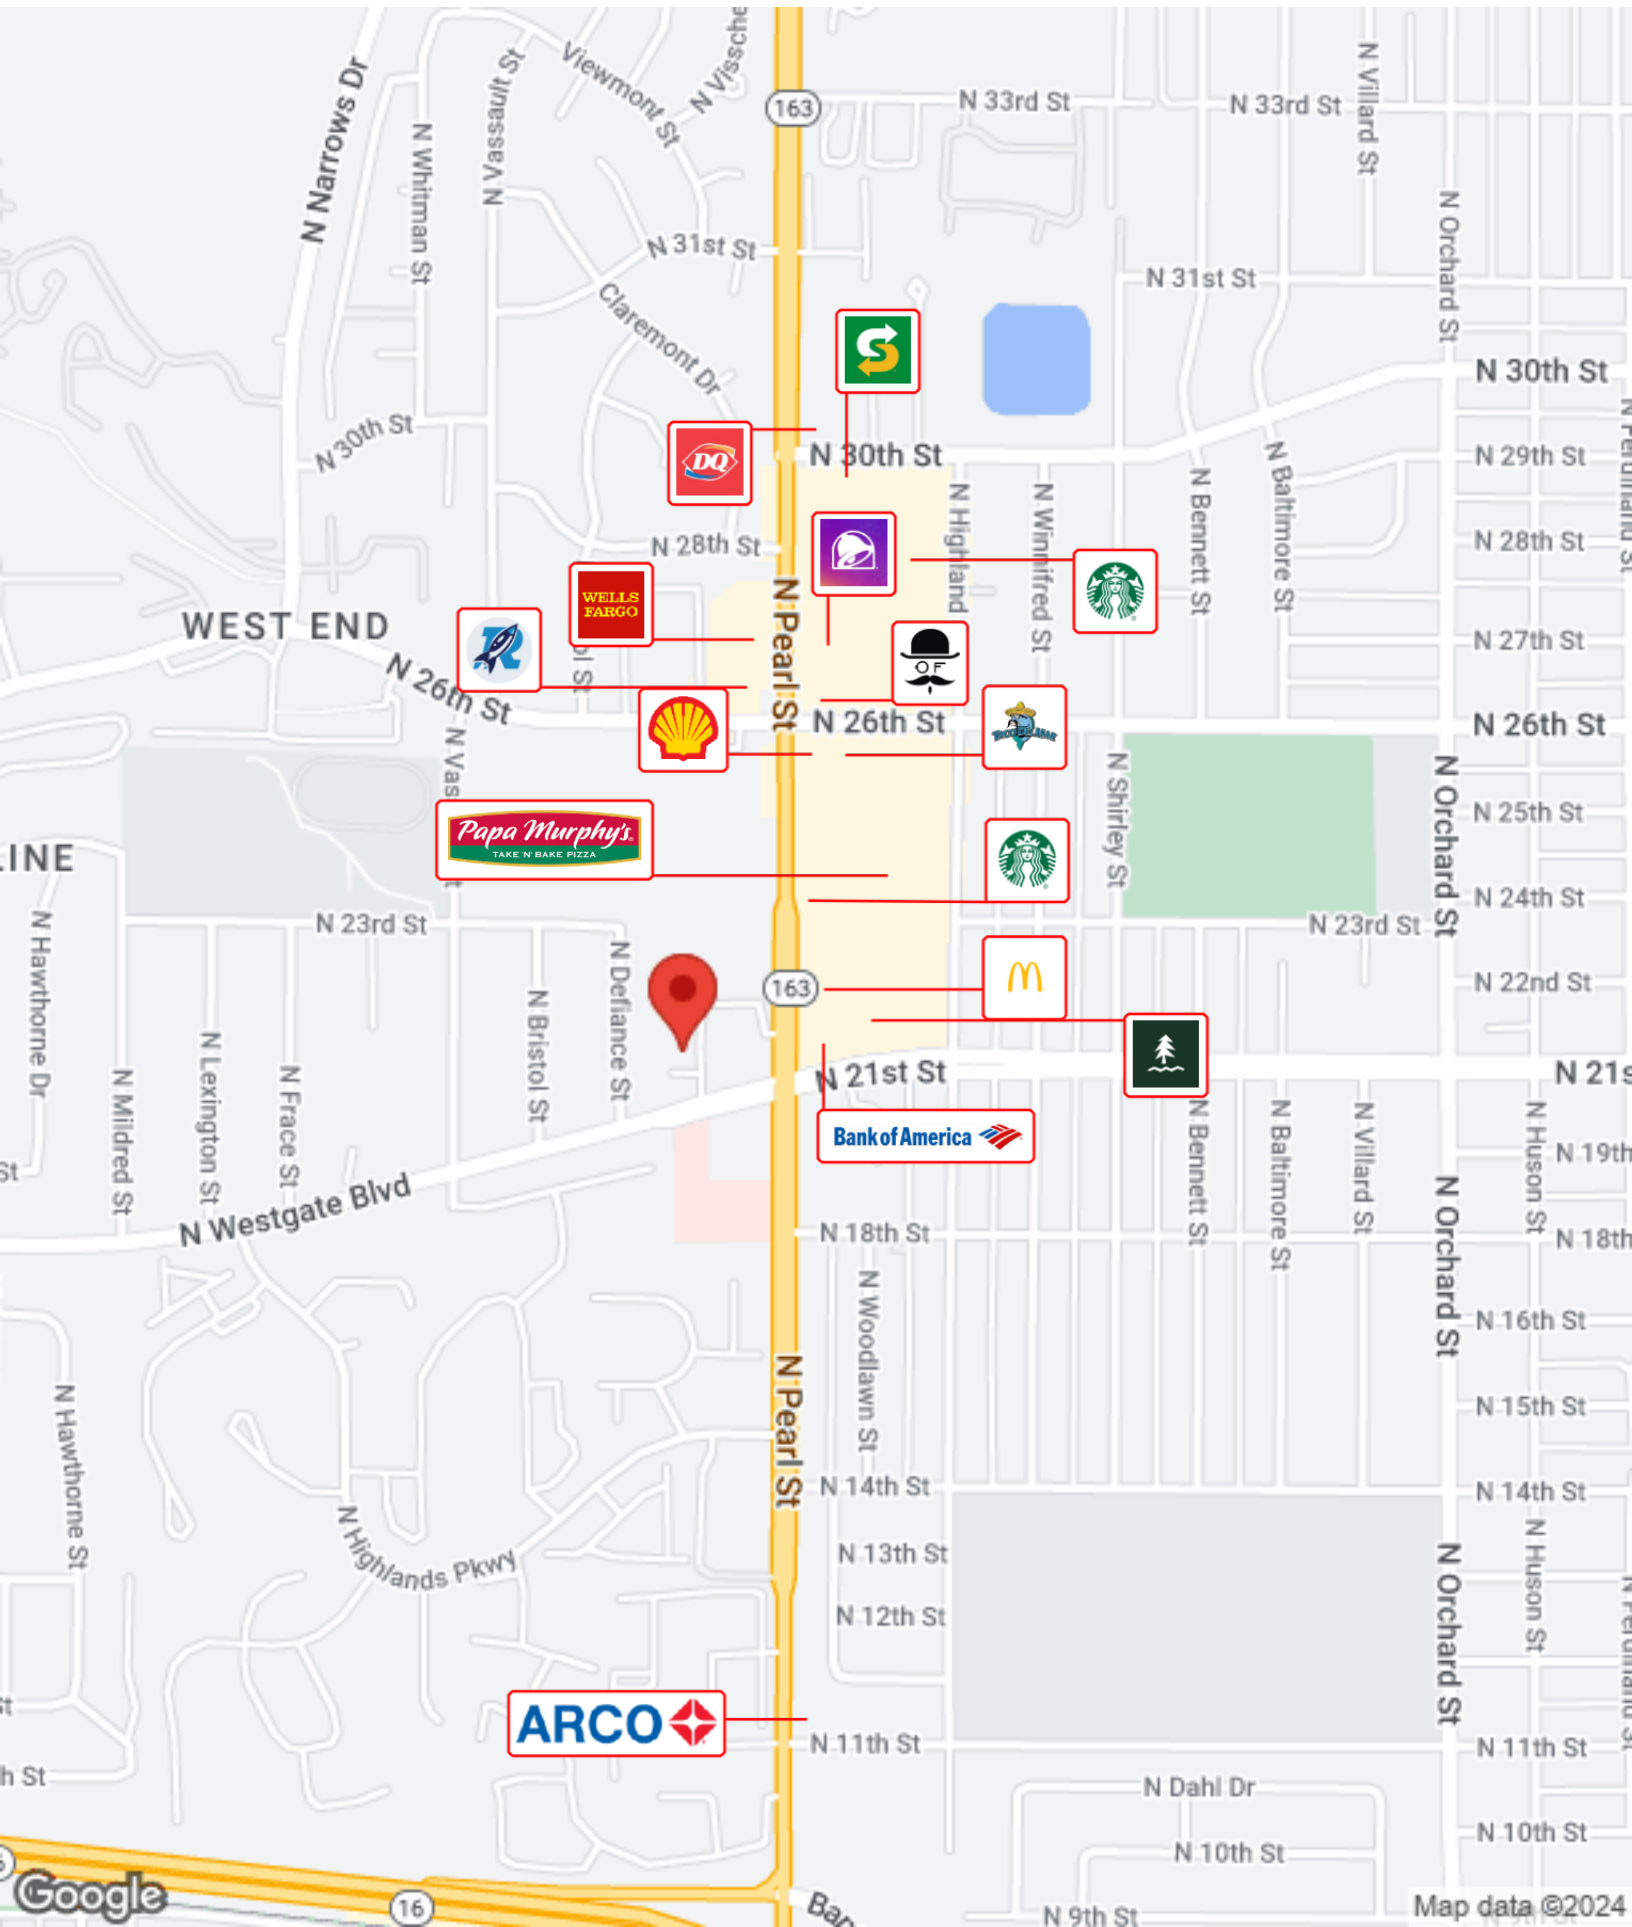 N Narrows Dr
N Whitman St
N Vassault St
Viewmont St
N Vissche
163
N 33rd St
N 33rd St
N Villard St
N Orchard St
N 31st St
N 31st St
Claremont Dr
N 30th St
N 30th St
DQ
N 30th St
N 29th St
N 28th St
N 28th St
N Highland
N Winnifred St
N Bennett St
N Baltimore St
WELLS
FARGO
WEST END
N Pearl St
OF
N 27th St
N 26th St
N 26th St
N 26th St
N Shirley St
N Orchard St
N 25th St
Papa Murphy's
TAKE 'N' BAKE PIZZA
LINE
N 24th St
N 23rd St
N 23rd St
N Hawthorne Dr
N Defiance St
163
N 22nd St
N Bristol St
N Lexington St
N Frace St
N Mildred St
N 21st St
N 21s
Bank of America
N Bennett St
N Baltimore St
N Villard St
N Huson St
N 19th
St
N Westgate Blvd
N 18th St
N 18th
N Orchard St
N Woodlawn St
N 16th St
N Pearl St
N Hawthorne St
N 15th St
N 14th St
N 14th St
N Highlands Pkwy
N 13th St
N Orchard St
N Huson St
N 12th St
ARCO
N 11th St
N 11th St
h St
N Dahl Dr
N 10th St
N 10th St
Google
16
N 9th St
Map data ©2024